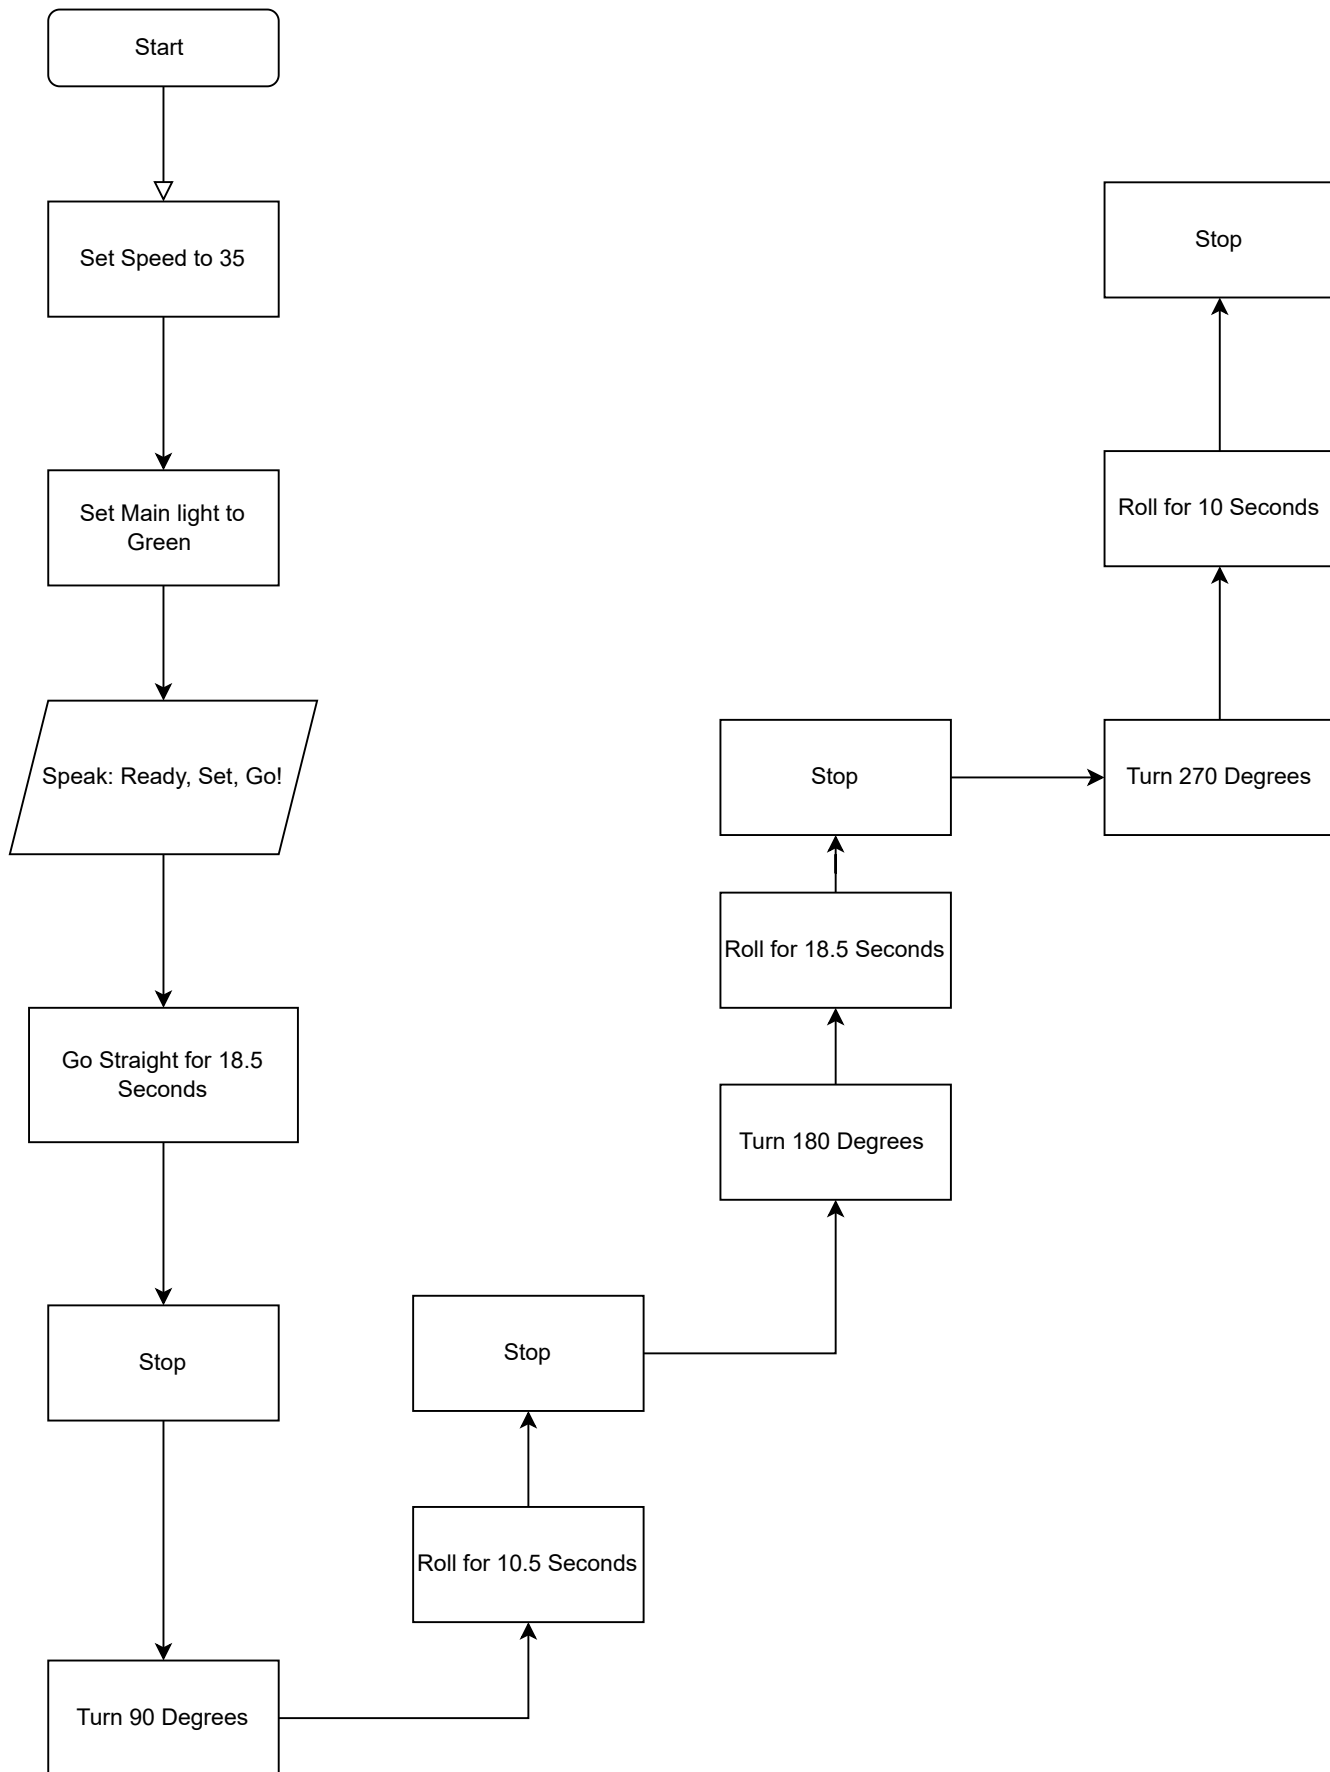 Start
Set Speed to 35
Set Main light to
Green
Speak: Ready, Set, Go!
Go Straight for 18.5
Seconds
Stop
Turn 90 Degrees
Roll for 10.5 Seconds
Stop
Turn 180 Degrees
Roll for 18.5 Seconds
Stop
Turn 270 Degrees
Roll for 10 Seconds
Stop